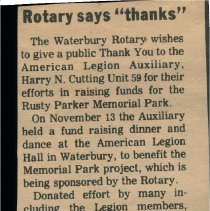 Rotary says "thanks"
The Waterbury Rotary wishes
to give a public Thank You to the
American Legion Auxiliary,
Harry N. Cutting Unit 59 for their
efforts in raising funds for the
Rusty Parker Memorial Park.
On November 13 the Auxiliary
held a fund raising dinner and
dance at the American Legion
Hall in Waterbury, to benefit the
Memorial Park project, which is
being sponsored by the Rotary.
Donated effort by many in-
cluding the Legion members,